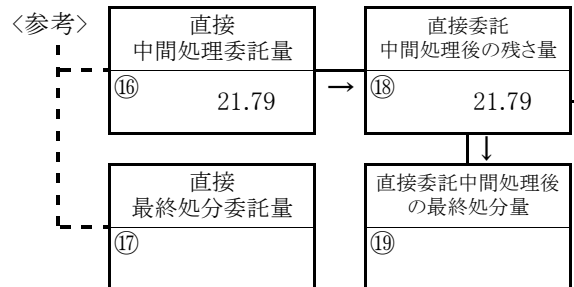 〈参考〉
直接
中間処理委託量
⑯
21.79
→
直接委託
中間処理後の残さ量
⑱
21.79
↓
直接
最終処分委託量
⑰
直接委託中間処理後
の最終処分量
⑲